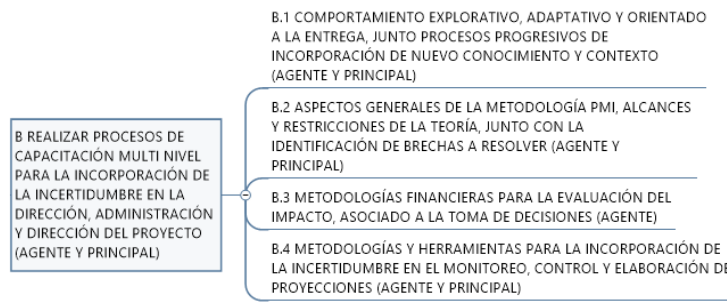 B.1 COMPORTAMIENTO EXPLORATIVO, ADAPTATIVO Y ORIENTADO
A LA ENTREGA, JUNTO PROCESOS PROGRESIVOS DE
INCORPORACIÓN DE NUEVO CONOCIMIENTO Y CONTEXTO
(AGENTE Y PRINCIPAL)
B.2 ASPECTOS GENERALES DE LA METODOLOGÍA PMI, ALCANCES
Y RESTRICCIONES DE LA TEORÍA, JUNTO CON LA
IDENTIFICACIÓN DE BRECHAS A RESOLVER (AGENTE Y
PRINCIPAL)
B REALIZAR PROCESOS DE
CAPACITACIÓN MULTI NIVEL
PARA LA INCORPORACIÓN DE
LA INCERTIDUMBRE EN LA
DIRECCIÓN, ADMINISTRACIÓN
Y DIRECCIÓN DEL PROYECTO
(AGENTE Y PRINCIPAL)
B.3 METODOLOGÍAS FINANCIERAS PARA LA EVALUACIÓN DEL
IMPACTO, ASOCIADO A LA TOMA DE DECISIONES (AGENTE)
B.4 METODOLOGÍAS Y HERRAMIENTAS PARA LA INCORPORACIÓN DE
LA INCERTIDUMBRE EN EL MONITOREO, CONTROL Y ELABORACIÓN DE
PROYECCIONES (AGENTE Y PRINCIPAL)